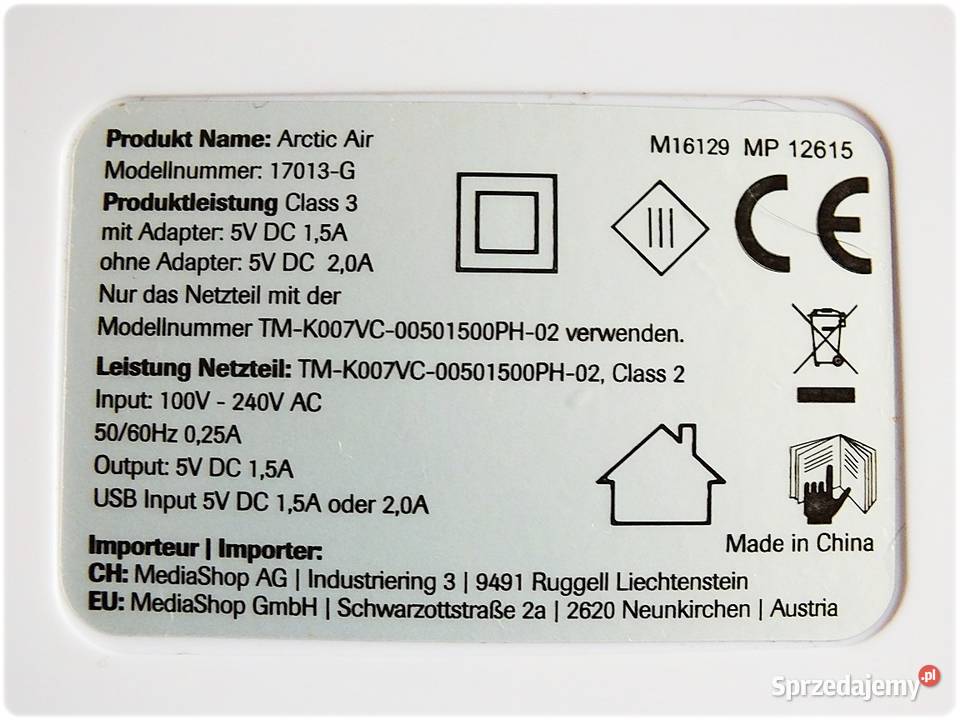 Produkt Name: Arctic Air
Modellnummer: 17013-G
Produktleistung Class 3
mit Adapter: 5V DC 1,5A
ohne Adapter: 5V DC 2,0A
Nur das Netzteil mit der
Modellnummer TM-K007VC-00501500PH-02 verwenden.
Leistung Netzteil: TM-K007VC-00501500PH-02, Class 2
Input: 100V - 240V AC
50/60Hz 0,25A
Output: 5V DC 1,5A
USB Input 5V DC 1,5A oder 2,0A
M16129 MP 12615
CE
Made in China
Importeur | Importer:
CH: MediaShop AG | Industriering 3 | 9491 Ruggell Liechtenstein
EU: MediaShop GmbH | Schwarzottstraße 2a | 2620 Neunkirchen | Austria
Sprzedajemy.pl